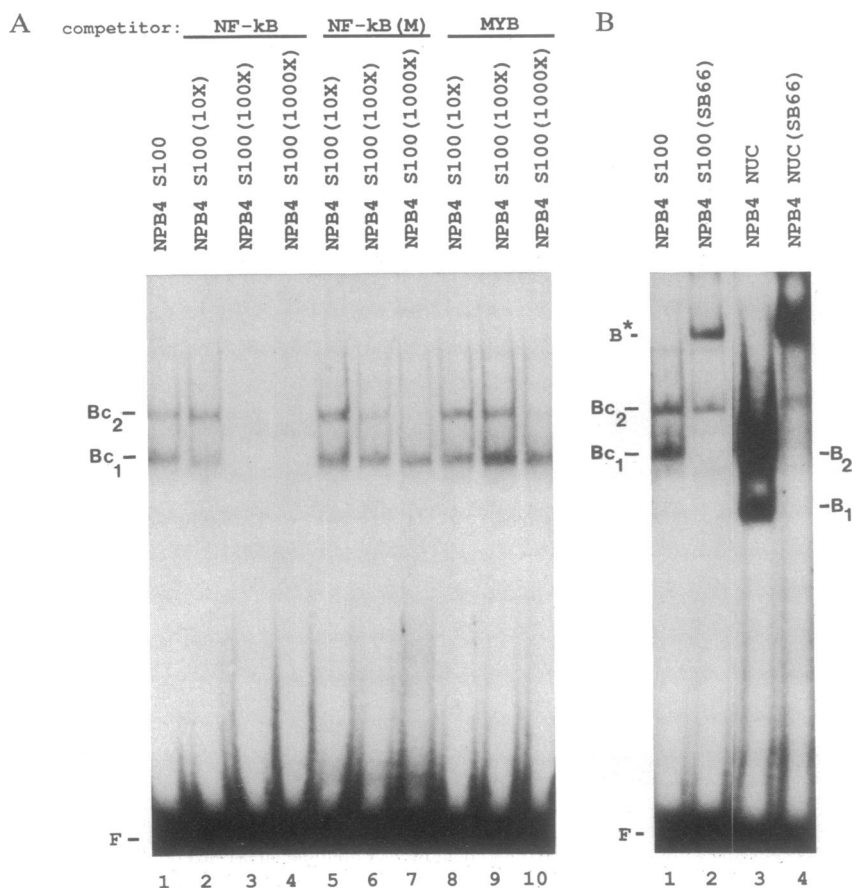 A
competitor: NF-kB NF-kB(M) MYB
NPB4 S100
NPB4 S100(10X)
NPB4 S100(100X)
NPB4 S100(1000X)
NPB4 S100(10X)
NPB4 S100(100X)
NPB4 S100(1000X)
NPB4 S100(10X)
NPB4 S100(100X)
NPB4 S100(1000X)
Bc2-
Bc1-
F-
1 2 3 4 5 6 7 8 9 10
B
NPB4 S100
NPB4 S100(SB66)
NPB4 NUC
NPB4 NUC(SB66)
B*-
Bc2-
Bc1-
-B2
-B1
F-
1 2 3 4